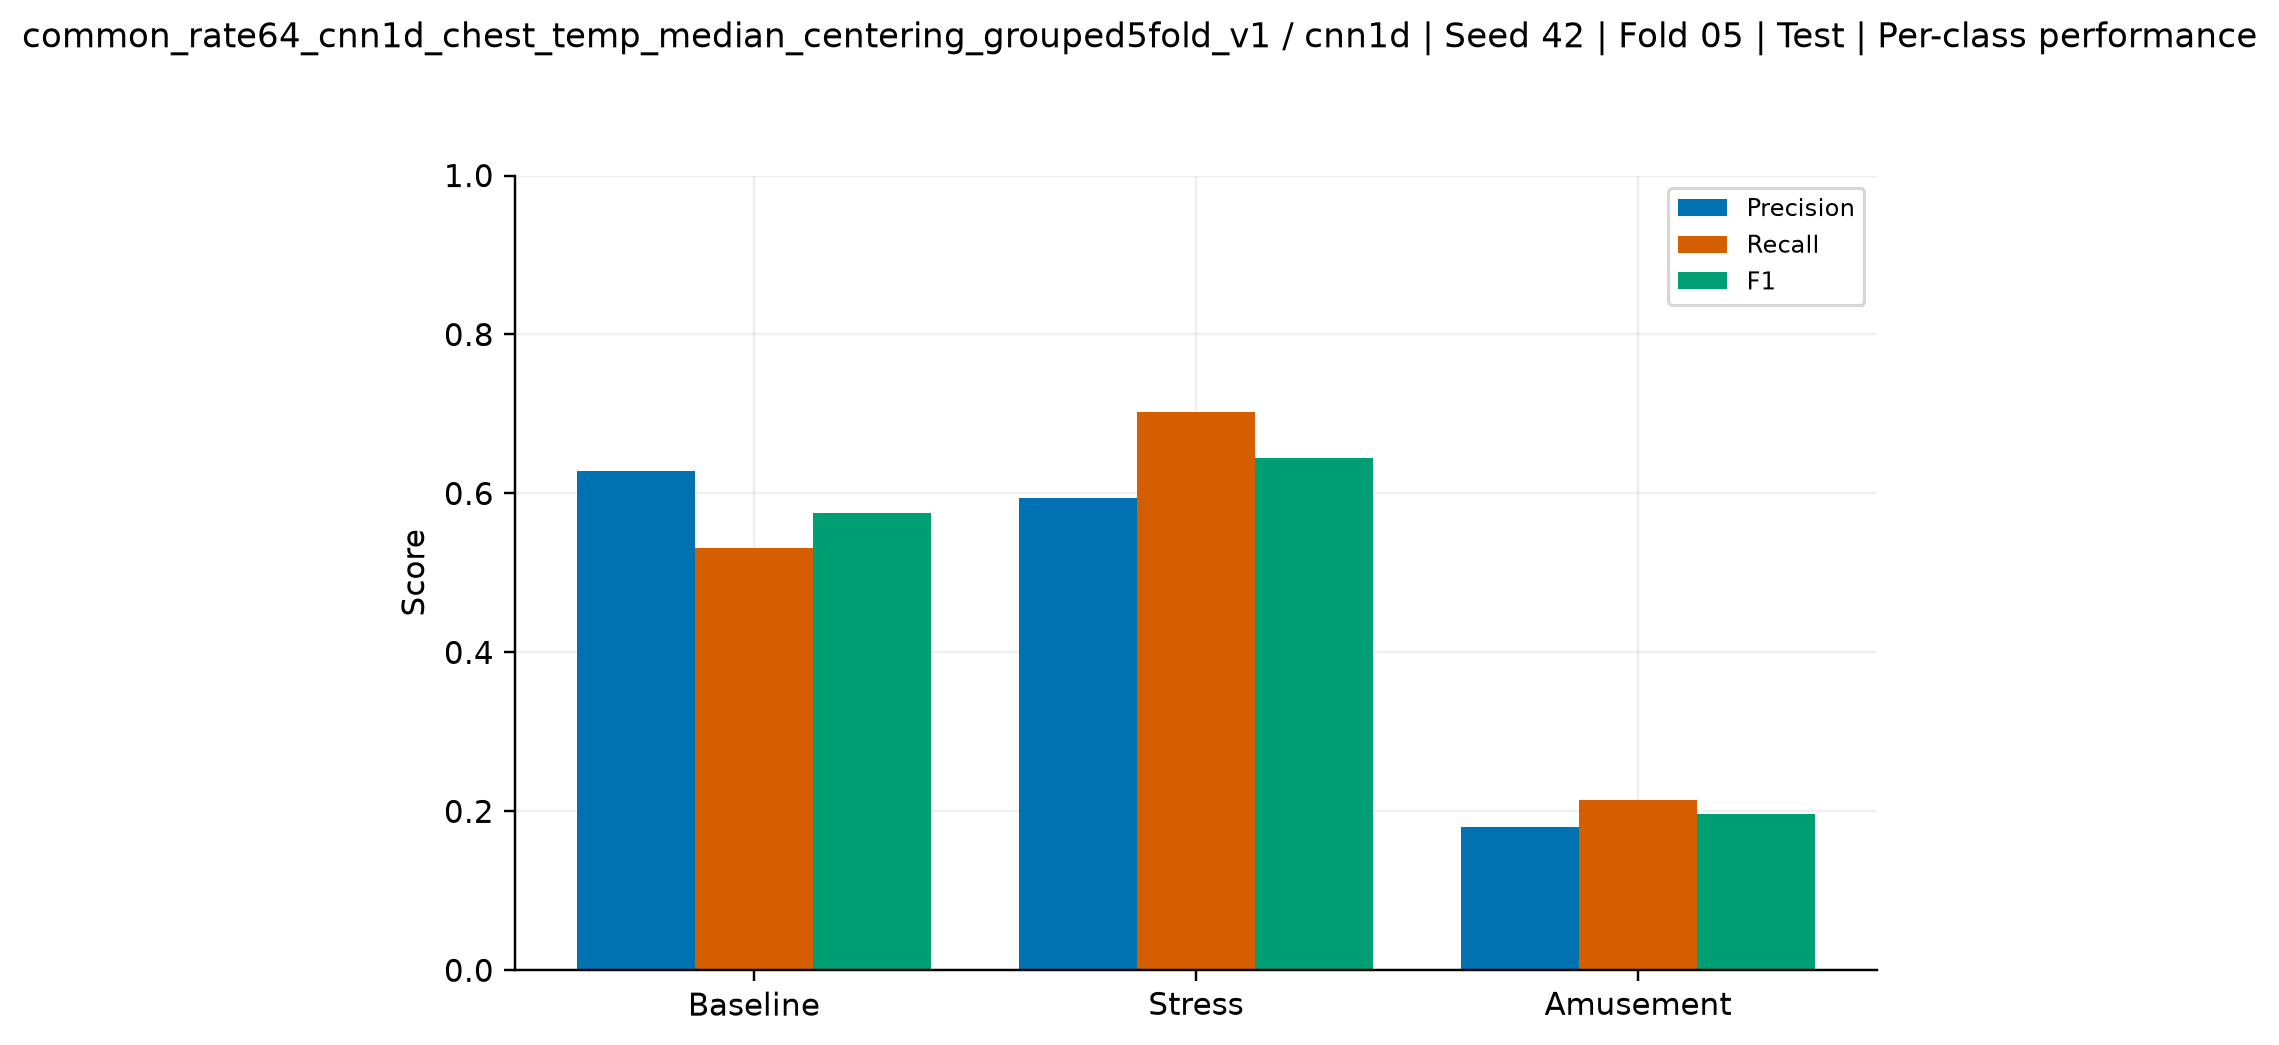 common_rate64_cnn1d_chest_temp_median_centering_grouped5fold_v1 / cnn1d | Seed 42 | Fold 05 | Test | Per-class performance
1.0
0.8
0.6
0.4
0.2
0.0
Score
Precision
Recall
F1
Baseline
Stress
Amusement